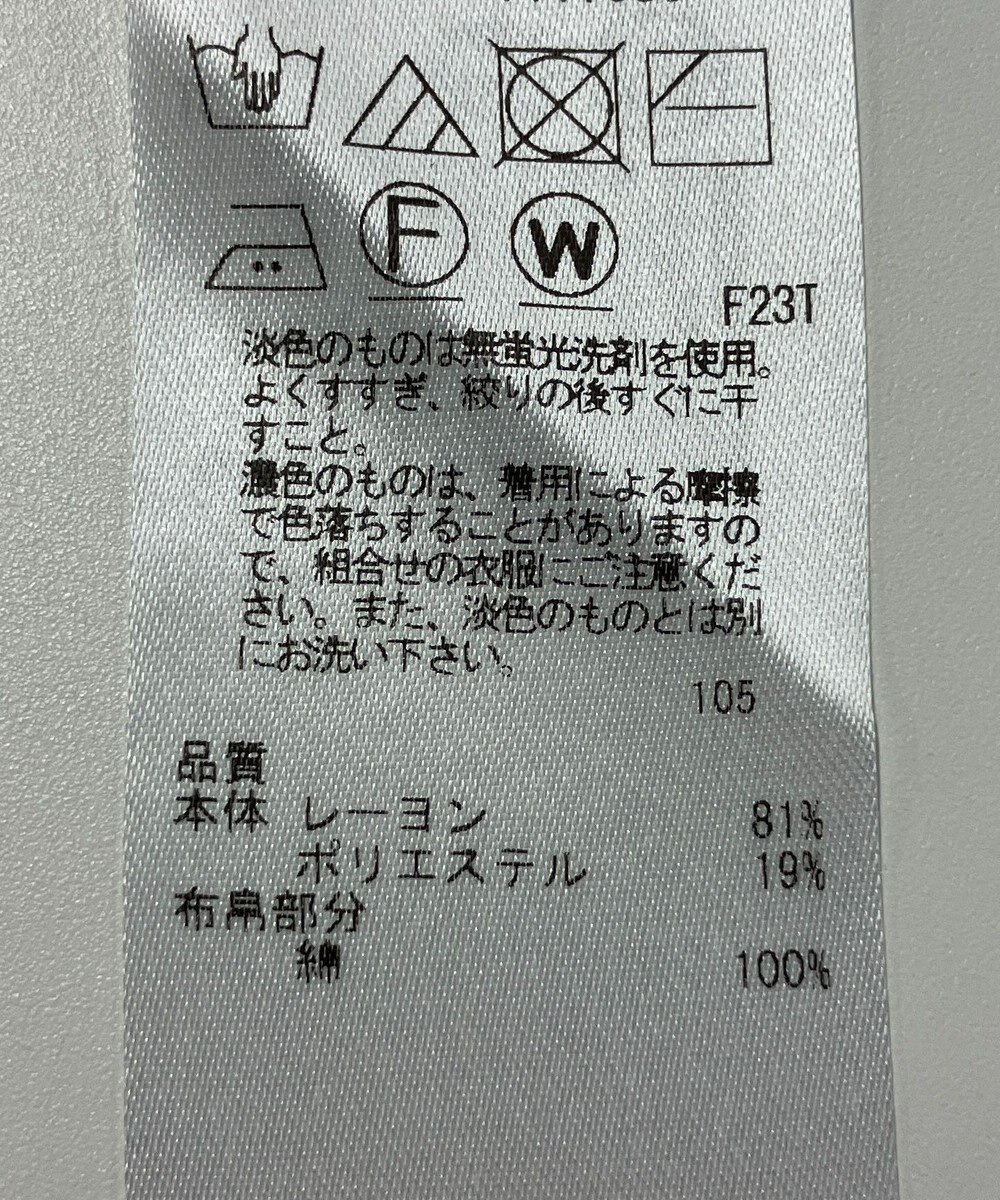 F
W
F23T
淡色のものは無蛍光洗剤を使用。
よくすすぎ、絞りの後すぐに干
すこと。
濃色のものは、着用による摩擦
で色落ちすることがありますの
で、組合せの衣服にご注意くだ
さい。また、淡色のものとは別
にお洗い下さい。
105
品質
本体 レーヨン 81%
ポリエステル 19%
布帛部分
綿 100%